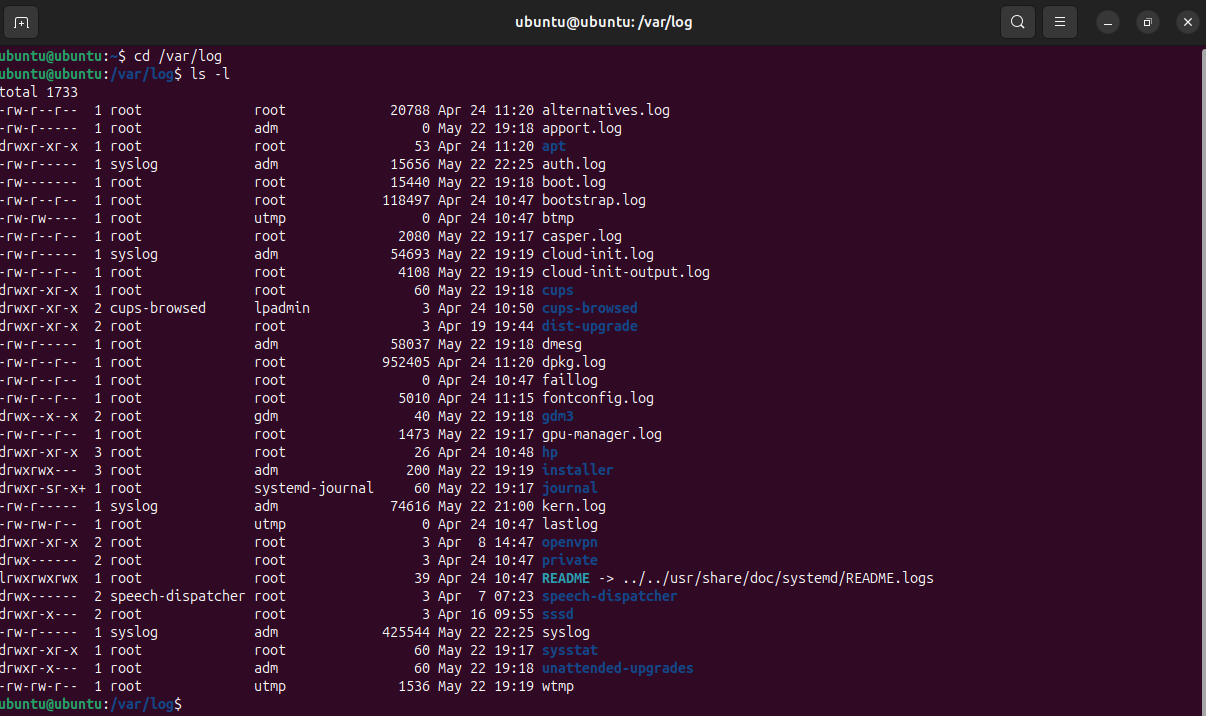 ubuntu@ubuntu: /var/log
ubuntu@ubuntu:~$ cd /var/log
ubuntu@ubuntu:/var/log$ ls -l
total 1733
-rw-r--r--  1 root              root             20788 Apr 24 11:20 alternatives.log
-rw-r-----  1 root              adm                  0 May 22 19:18 apport.log
drwxr-xr-x  1 root              root                53 Apr 24 11:20 apt
-rw-r-----  1 syslog            adm              15656 May 22 22:25 auth.log
-rw-------  1 root              root             15440 May 22 19:18 boot.log
-rw-r--r--  1 root              root            118497 Apr 24 10:47 bootstrap.log
-rw-rw----  1 root              utmp                 0 Apr 24 10:47 btmp
-rw-r--r--  1 root              root              2080 May 22 19:17 casper.log
-rw-r-----  1 syslog            adm              54693 May 22 19:19 cloud-init.log
-rw-r--r--  1 root              root              4108 May 22 19:19 cloud-init-output.log
drwxr-xr-x  1 root              root                60 May 22 19:18 cups
drwxr-xr-x  2 cups-browsed      lpadmin              3 Apr 24 10:50 cups-browsed
drwxr-xr-x  2 root              root                 3 Apr 19 19:44 dist-upgrade
-rw-r-----  1 root              adm              58037 May 22 19:18 dmesg
-rw-r--r--  1 root              root            952405 Apr 24 11:20 dpkg.log
-rw-r--r--  1 root              root                 0 Apr 24 10:47 faillog
-rw-r--r--  1 root              root              5010 Apr 24 11:15 fontconfig.log
drwx--x--x  2 root              gdm                 40 May 22 19:18 gdm3
-rw-r--r--  1 root              root              1473 May 22 19:17 gpu-manager.log
drwxr-xr-x  3 root              root                26 Apr 24 10:48 hp
drwxrwx---  3 root              adm                200 May 22 19:19 installer
drwxr-sr-x+ 1 root              systemd-journal     60 May 22 19:17 journal
-rw-r-----  1 syslog            adm              74616 May 22 21:00 kern.log
-rw-rw-r--  1 root              utmp                 0 Apr 24 10:47 lastlog
drwxr-xr-x  2 root              root                 3 Apr  8 14:47 openvpn
drwx------  2 root              root                 3 Apr 24 10:47 private
lrwxrwxrwx  1 root              root                39 Apr 24 10:47 README -> ../../usr/share/doc/systemd/README.logs
drwx------  2 speech-dispatcher root                 3 Apr  7 07:23 speech-dispatcher
drwxr-x---  2 root              root                 3 Apr 16 09:55 sssd
-rw-r-----  1 syslog            adm             425544 May 22 22:25 syslog
drwxr-xr-x  1 root              root                60 May 22 19:17 sysstat
drwxr-x---  1 root              adm                 60 May 22 19:18 unattended-upgrades
-rw-rw-r--  1 root              utmp              1536 May 22 19:19 wtmp
ubuntu@ubuntu:/var/log$